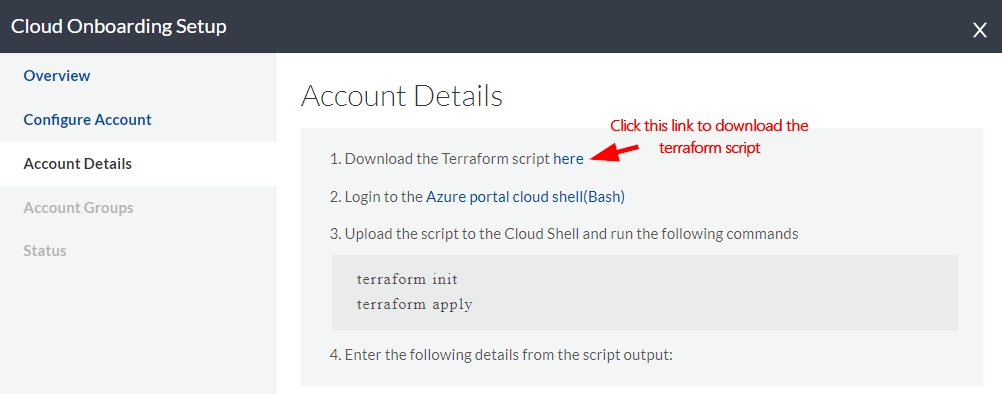 Cloud Onboarding Setup
X
Overview
Configure Account
Account Details
Account Groups
Status
Account Details
Click this link to download the
terraform script
1. Download the Terraform script here
2. Login to the Azure portal cloud shell(Bash)
3. Upload the script to the Cloud Shell and run the following commands
terraform init
terraform apply
4. Enter the following details from the script output: